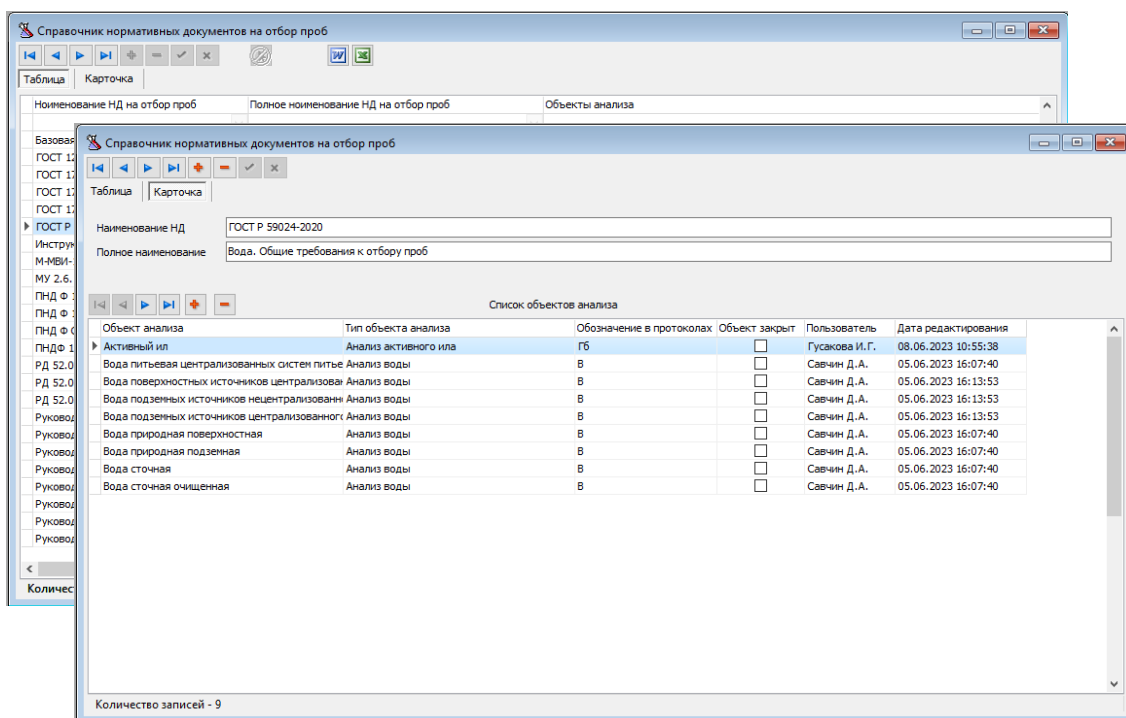 Справочник нормативных документов на отбор проб
Таблица Карточка
Ноименование НД на отбор проб Полное ноименование НД на отбор проб Объекты анализа
Базовая
ГОСТ 12
ГОСТ 17
ГОСТ 17
ГОСТ 17
ГОСТ Р
Инструк
М-МВИ-
МУ 2.6.
ПНД Ф
ПНД Ф
ПНД Ф
ПНДФ 1
РД 52.0
РД 52.0
РД 52.0
Руковод
Руковод
Руковод
Руковод
Руковод
Руковод
Руковод
Руковод
Количес
Справочник нормативных документов на отбор проб
Таблица Карточка
Наименование НД ГОСТ Р 59024-2020
Полное наименование Вода. Общие требования к отбору проб
Список объектов анализа
Объект анализа Тип объекта анализа Обозначение в протоколах Объект закрыт Пользователь Дата редактирования
Активный ил Анализ активного ила Гб Гусакова И.Г. 08.06.2023 10:55:38
Вода питьевая централизованных систем питье Анализ воды В Савчин Д.А. 05.06.2023 16:07:40
Вода поверхностных источников централизован Анализ воды В Савчин Д.А. 05.06.2023 16:13:53
Вода подземных источников нецентрализованн Анализ воды В Савчин Д.А. 05.06.2023 16:13:53
Вода подземных источников централизованного Анализ воды В Савчин Д.А. 05.06.2023 16:13:53
Вода природная поверхностная Анализ воды В Савчин Д.А. 05.06.2023 16:07:40
Вода природная подземная Анализ воды В Савчин Д.А. 05.06.2023 16:07:40
Вода сточная Анализ воды В Савчин Д.А. 05.06.2023 16:07:40
Вода сточная очищенная Анализ воды В Савчин Д.А. 05.06.2023 16:07:40
Количество записей - 9